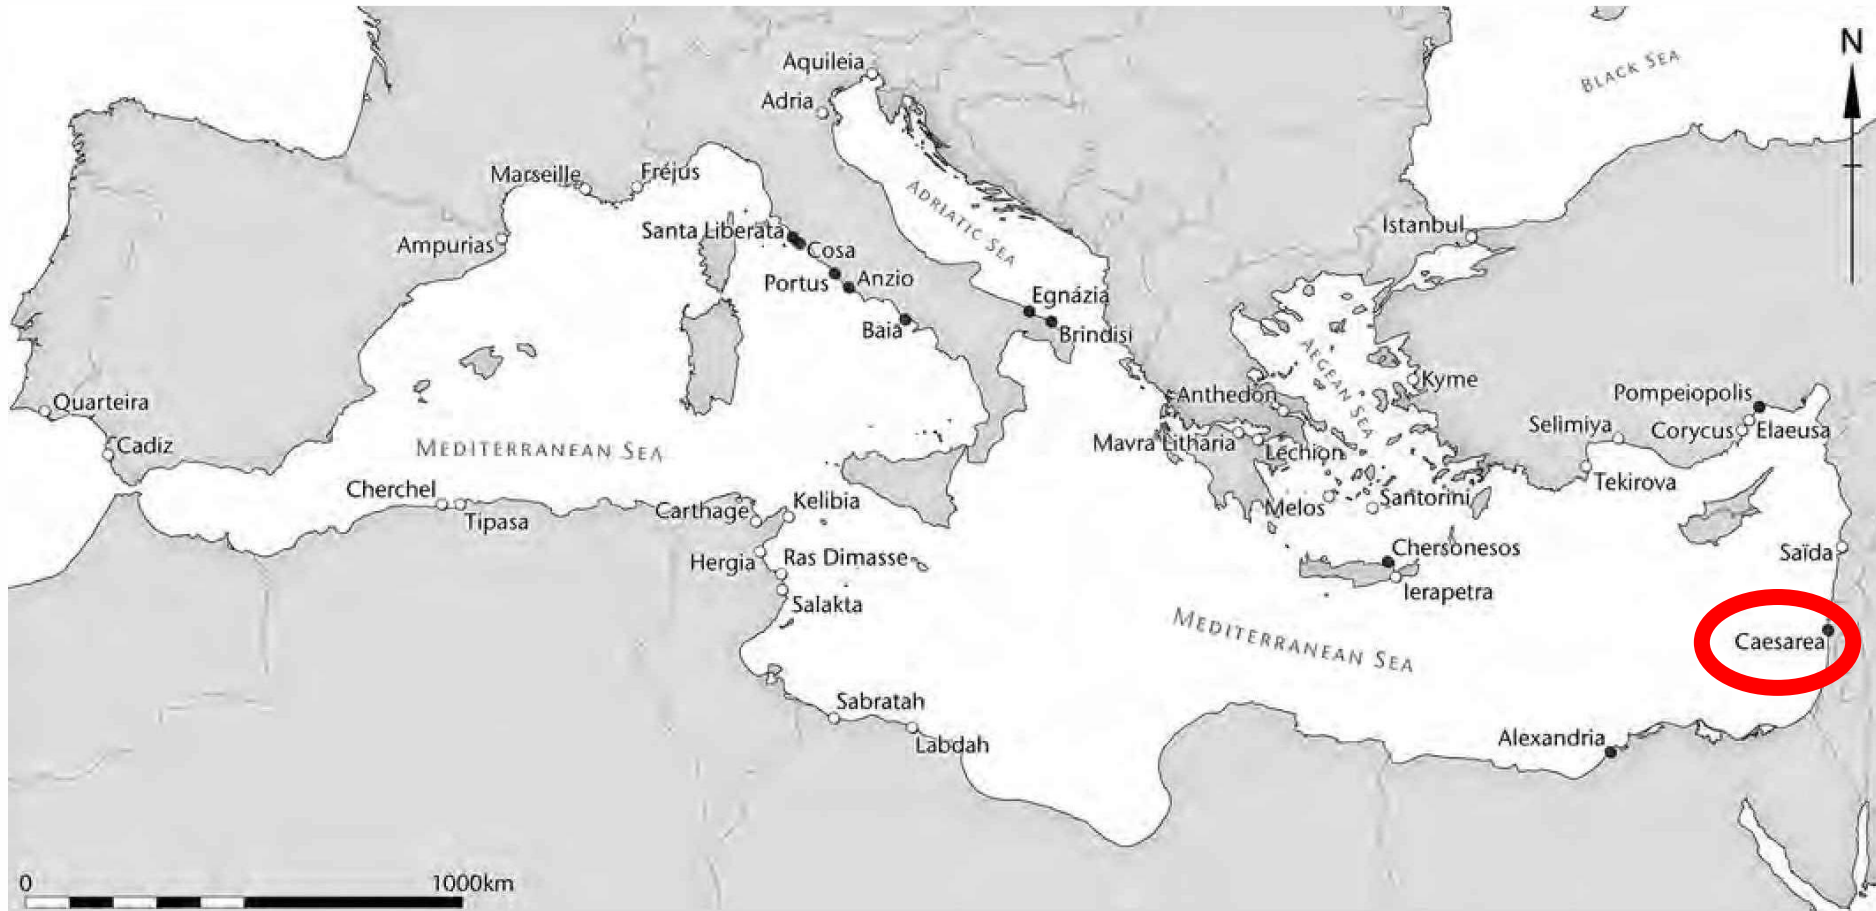 N
BLACK SEA
Aquileia
Adria
Marseille
Fréjus
ADRIATIC SEA
Istanbul
Santa Liberata
Ampurias
Cosa
Portus
Anzio
Egnázia
Baia
Brindisi
AEGEAN SEA
Kyme
Anthedon
Pompeiopolis
Quarteira
Selimiya
Corycus
Elaeusa
Cadiz
MEDITERRANEAN SEA
Mavra Litharia
Lechion
Tekirova
Cherchel
Kelibia
Melos
Santorini
Tipasa
Carthage
Chersonesos
Saïda
Hergia
Ras Dimasse
Ierapetra
Salakta
MEDITERRANEAN SEA
Caesarea
Sabratah
Labdah
Alexandria
0
1000km